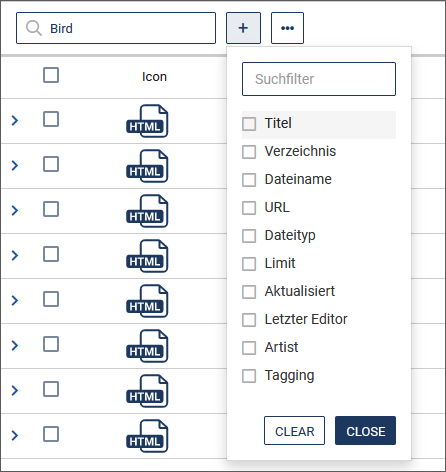 Bird
+
•••
Suchfilter
Icon
Titel
HTML
Verzeichnis
HTML
Dateiname
HTML
URL
Dateityp
HTML
Limit
Aktualisiert
HTML
Letzter Editor
HTML
Artist
Tagging
HTML
CLEAR CLOSE
HTML